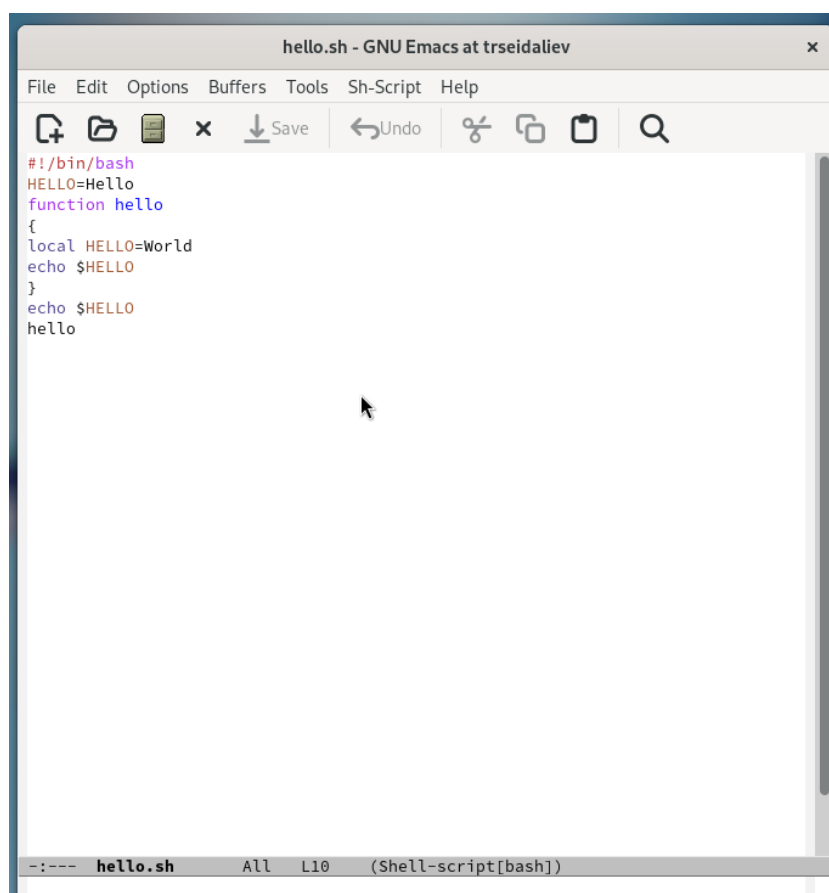 hello.sh - GNU Emacs at trseidaliev
File Edit Options Buffers Tools Sh-Script Help
Save Undo
#!/bin/bash
HELLO=Hello
function hello
{
local HELLO=World
echo $HELLO
}
echo $HELLO
hello
-:--- hello.sh All L10 (Shell-script[bash])